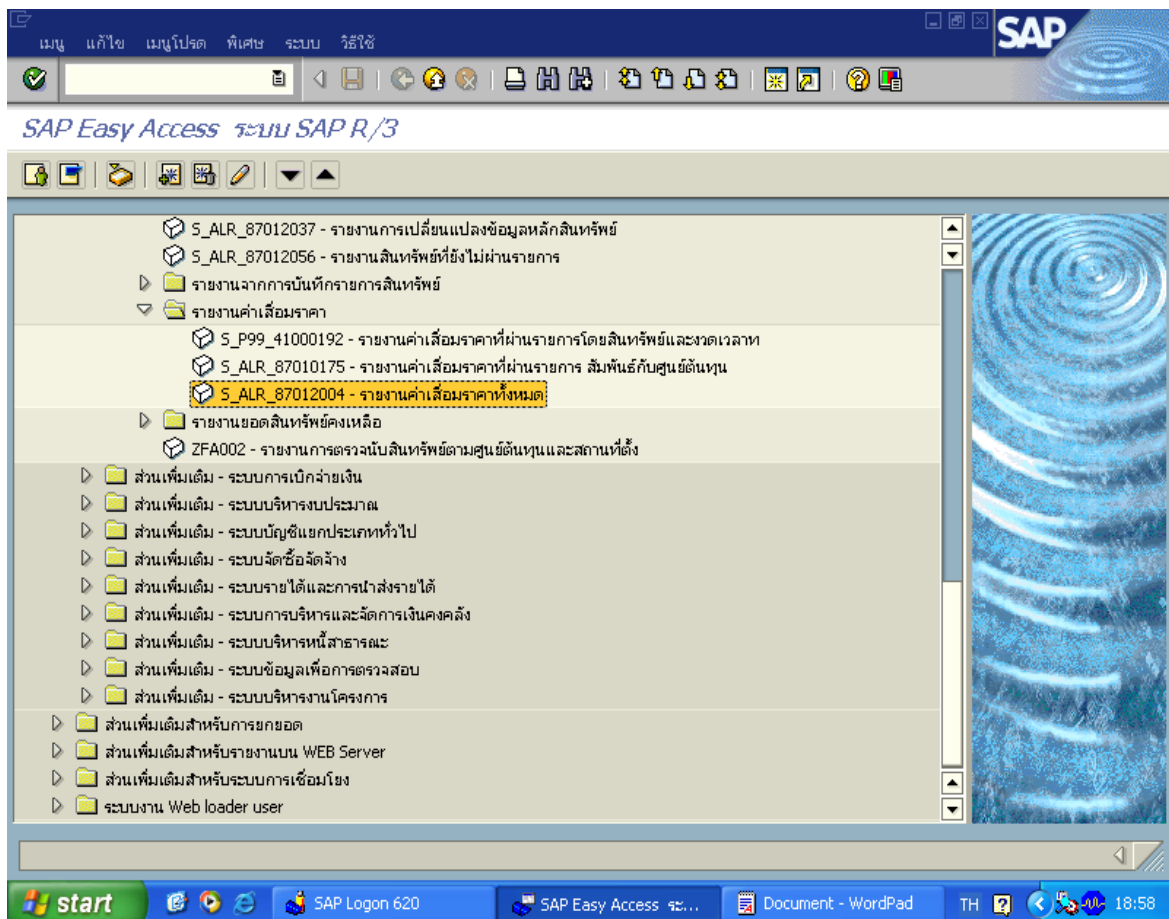 เมนู แก้ไข เมนูโปรด พิเศษ ระบบ วิธีใช้
SAP
SAP Easy Access ระบบ SAP R/3
S_ALR_87012037 - รายงานการเปลี่ยนแปลงข้อมูลหลักสินทรัพย์
S_ALR_87012056 - รายงานสินทรัพย์ที่ยังไม่ผ่านรายการ
รายงานจากการบันทึกรายการสินทรัพย์
รายงานค่าเสื่อมราคา
S_P99_41000192 - รายงานค่าเสื่อมราคาที่ผ่านรายการโดยสินทรัพย์และงวดเวลาท
S_ALR_87010175 - รายงานค่าเสื่อมราคาที่ผ่านรายการ สัมพันธ์กับศูนย์ต้นทุน
S_ALR_87012004 - รายงานค่าเสื่อมราคาทั้งหมด
รายงานยอดสินทรัพย์คงเหลือ
ZFA002 - รายงานการตรวจนับสินทรัพย์ตามศูนย์ต้นทุนและสถานที่ตั้ง
ส่วนเพิ่มเติม - ระบบการเบิกจ่ายเงิน
ส่วนเพิ่มเติม - ระบบบริหารงบประมาณ
ส่วนเพิ่มเติม - ระบบบัญชีแยกประเภททั่วไป
ส่วนเพิ่มเติม - ระบบจัดซื้อจัดจ้าง
ส่วนเพิ่มเติม - ระบบรายได้และการนำส่งรายได้
ส่วนเพิ่มเติม - ระบบการบริหารและจัดการเงินคงคลัง
ส่วนเพิ่มเติม - ระบบบริหารหนี้สาธารณะ
ส่วนเพิ่มเติม - ระบบข้อมูลเพื่อการตรวจสอบ
ส่วนเพิ่มเติม - ระบบบริหารงานโครงการ
ส่วนเพิ่มเติมสำหรับการยกยอด
ส่วนเพิ่มเติมสำหรับรายงานบน WEB Server
ส่วนเพิ่มเติมสำหรับระบบการเชื่อมโยง
ระบบงาน Web loader user
start SAP Logon 620 SAP Easy Access ระ... Document - WordPad TH 18:58